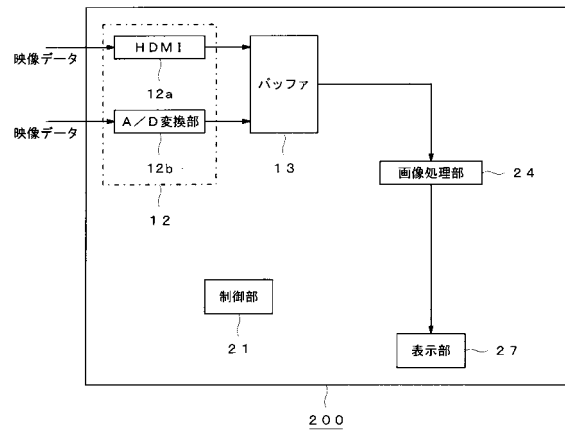 映像データ
HDMI
12a
バッファ
13
映像データ
A/D変換部
12b
12
画像処理部
24
制御部
21
表示部
27
200